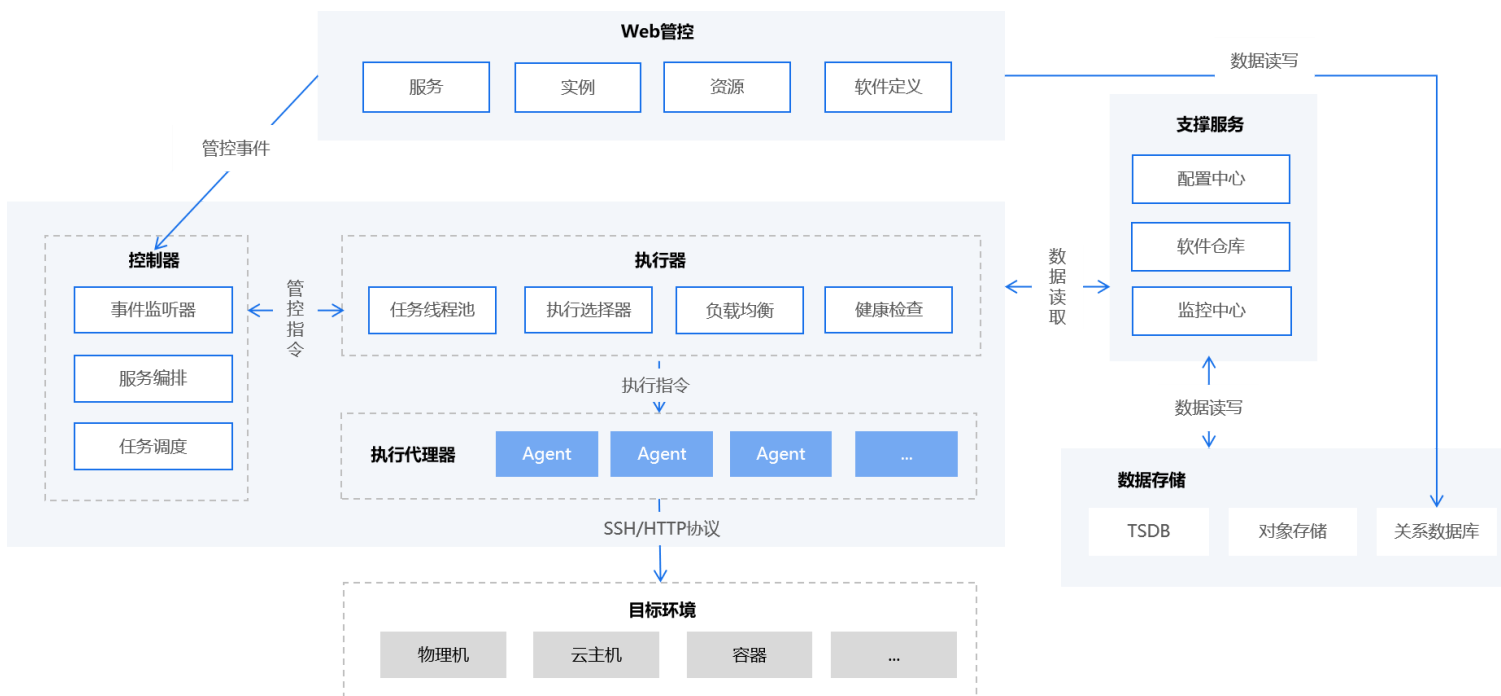 Web管控
服务
实例
资源
软件定义
数据读写
管控事件
支撑服务
配置中心
软件仓库
监控中心
控制器
事件监听器
服务编排
任务调度
管控指令
执行器
任务线程池
执行选择器
负载均衡
健康检查
数据读取
执行指令
执行代理器
Agent
Agent
Agent
...
数据读写
数据存储
TSDB
对象存储
关系数据库
SSH/HTTP协议
目标环境
物理机
云主机
容器
...